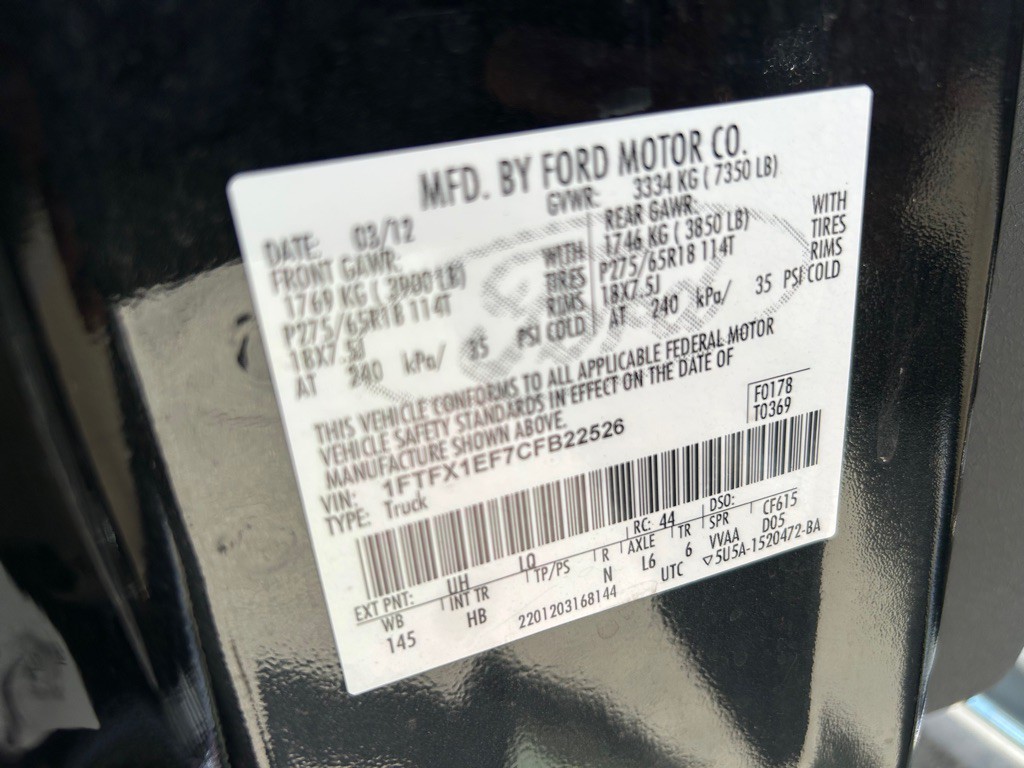 MFD. BY FORD MOTOR CO.
DATE: 03/12
GVWR: 3334 KG ( 7350 LB)
FRONT GAWR:
1769 KG ( 3900 LB)
WITH
P275/65R18 114T
TIRES
18X7.5J
RIMS
AT 240 kPa/ 35 PSI COLD
REAR GAWR:
1746 KG ( 3850 LB)
WITH
P275/65R18 114T
TIRES
18X7.5J
RIMS
AT 240 kPa/ 35 PSI COLD
THIS VEHICLE CONFORMS TO ALL APPLICABLE FEDERAL MOTOR
VEHICLE SAFETY STANDARDS IN EFFECT ON THE DATE OF
MANUFACTURE SHOWN ABOVE.
VIN: 1FTFX1EF7CFB22526
TYPE: Truck
F0178
T0369
EXT PNT: UH LQ RC: 44 DSO: CF615
WB INT TR TP/PS R AXLE TR SPR D05
145 HB N L6 6 VVAA
2201203168144 UTC ▽5U5A-1520472-BA